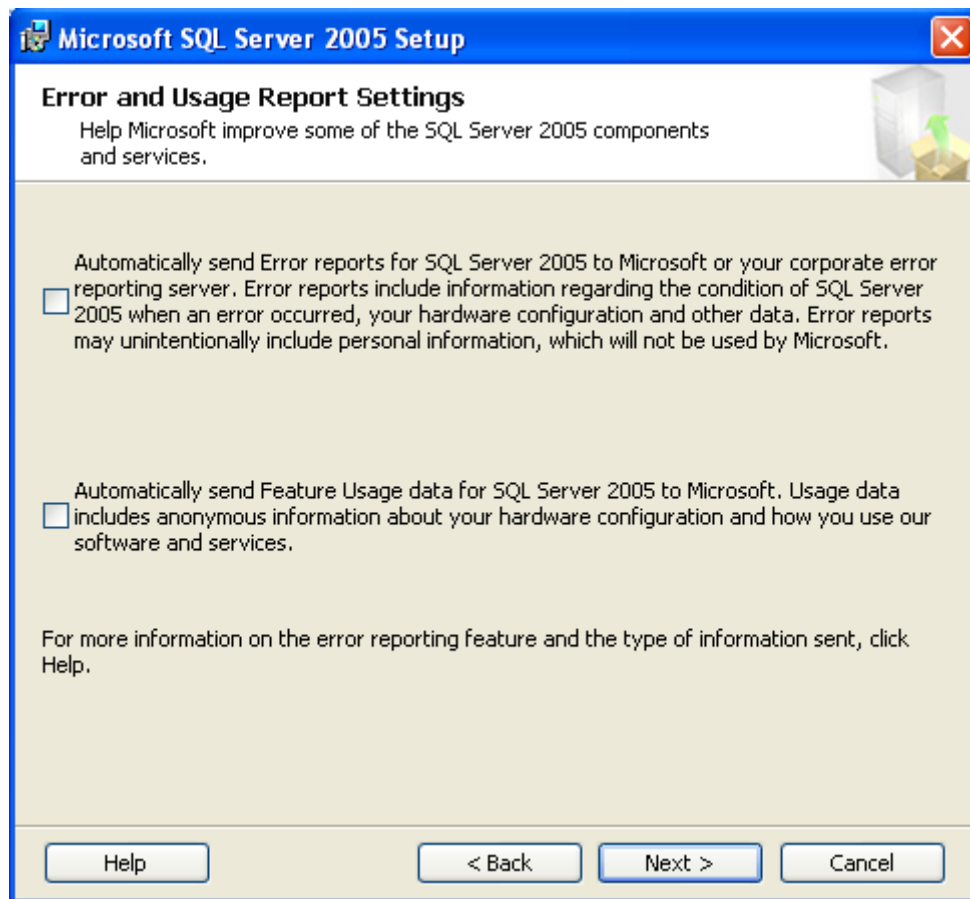 Microsoft SQL Server 2005 Setup
Error and Usage Report Settings
Help Microsoft improve some of the SQL Server 2005 components
and services.
Automatically send Error reports for SQL Server 2005 to Microsoft or your corporate error
reporting server. Error reports include information regarding the condition of SQL Server
2005 when an error occurred, your hardware configuration and other data. Error reports
may unintentionally include personal information, which will not be used by Microsoft.
Automatically send Feature Usage data for SQL Server 2005 to Microsoft. Usage data
includes anonymous information about your hardware configuration and how you use our
software and services.
For more information on the error reporting feature and the type of information sent, click
Help.
Help < Back Next > Cancel